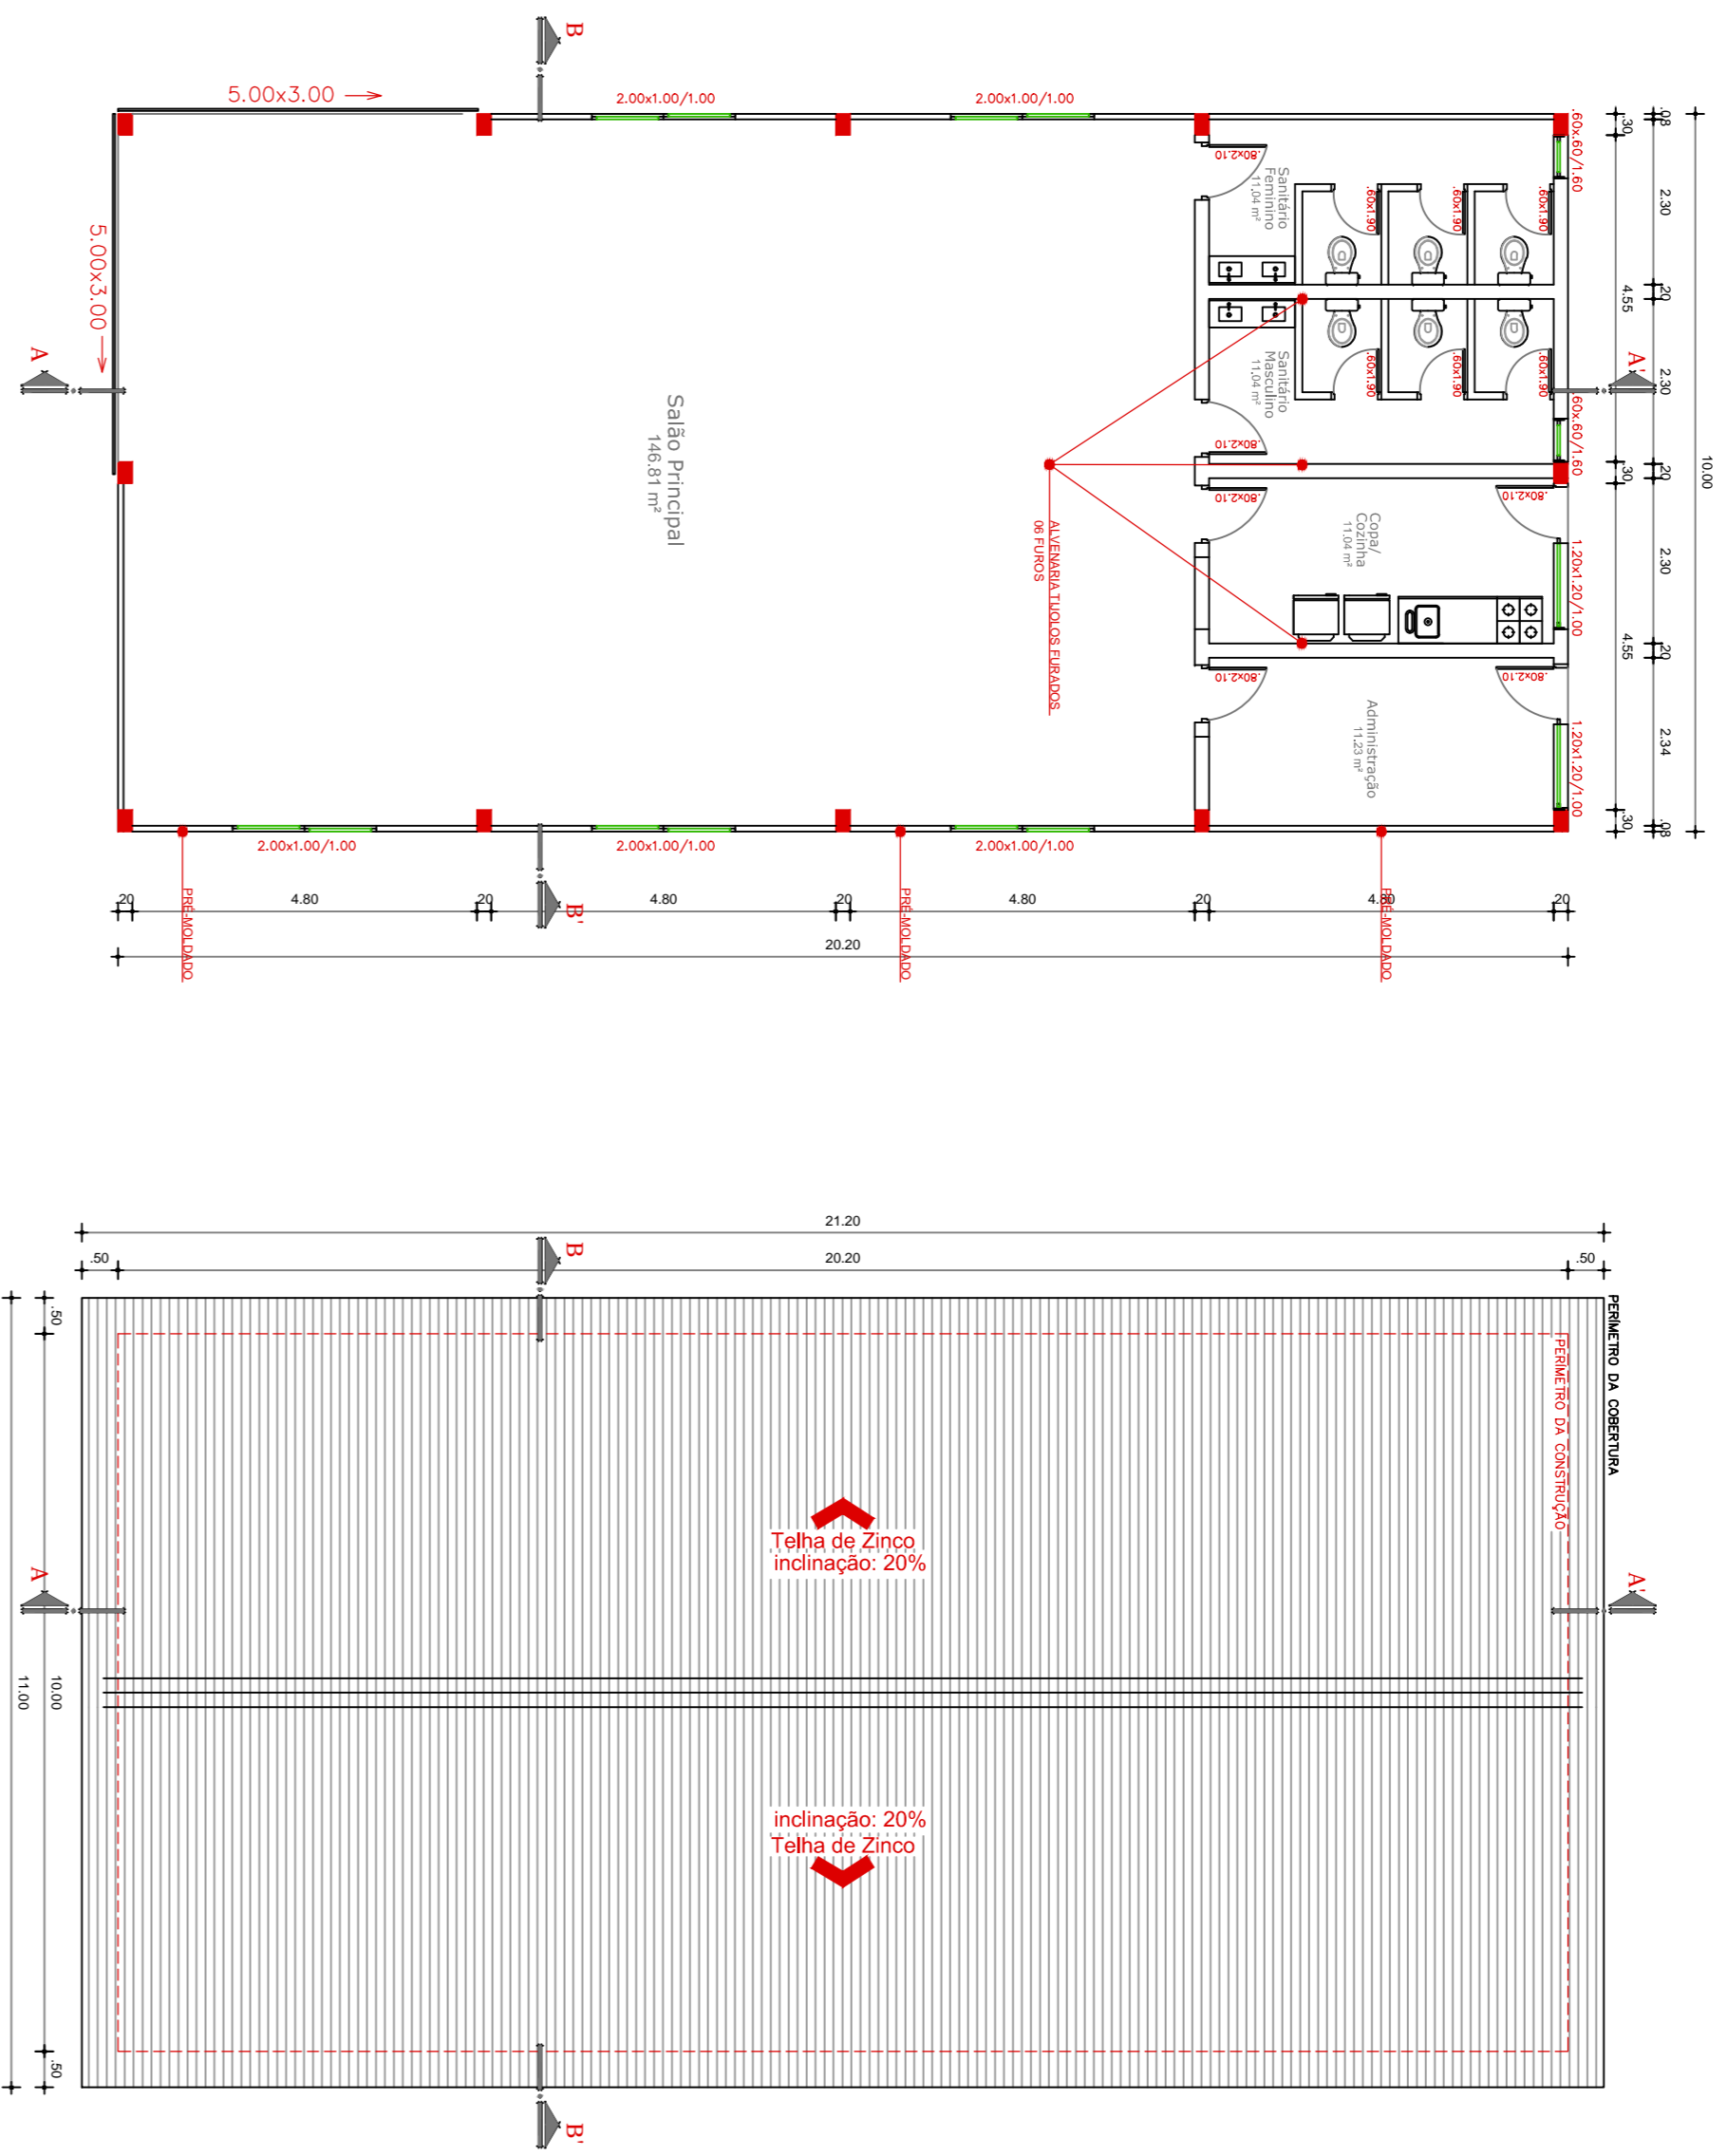 B
5.00x3.00
2.00x1.00/1.00
2.00x1.00/1.00
5.00x3.00
A
.60x.60/1.60
.30
.08
2.30
.20
4.55
A'
2.30
.60x.60/1.60
.30
.20
10.00
2.30
1.20x1.20/1.00
.20
4.55
2.34
1.20x1.20/1.00
.30
.08
.80x2.10
Sanitário
Feminino
11.04 m²
.60x1.90
.60x1.90
.60x1.90
Sanitário
Masculino
11.04 m²
.60x1.90
.60x1.90
.60x1.90
.80x2.10
Salão Principal
146.81 m²
ALVENARIA TIJOLOS FURADOS
06 FUROS
.80x2.10
.80x2.10
Copa/
Cozinha
11.04 m²
.80x2.10
.80x2.10
Administração
11.23 m²
2.00x1.00/1.00
2.00x1.00/1.00
2.00x1.00/1.00
PRÉ-MOLDADO
PRÉ-MOLDADO
PRÉ-MOLDADO
.20
4.80
.20
4.80
.20
4.80
.20
4.80
.20
B'
20.20
21.20
.50
20.20
.50
B
PERÍMETRO DA COBERTURA
PERÍMETRO DA CONSTRUÇÃO
.50
Telha de Zinco
inclinação: 20%
A
A'
10.00
11.00
inclinação: 20%
Telha de Zinco
.50
B'